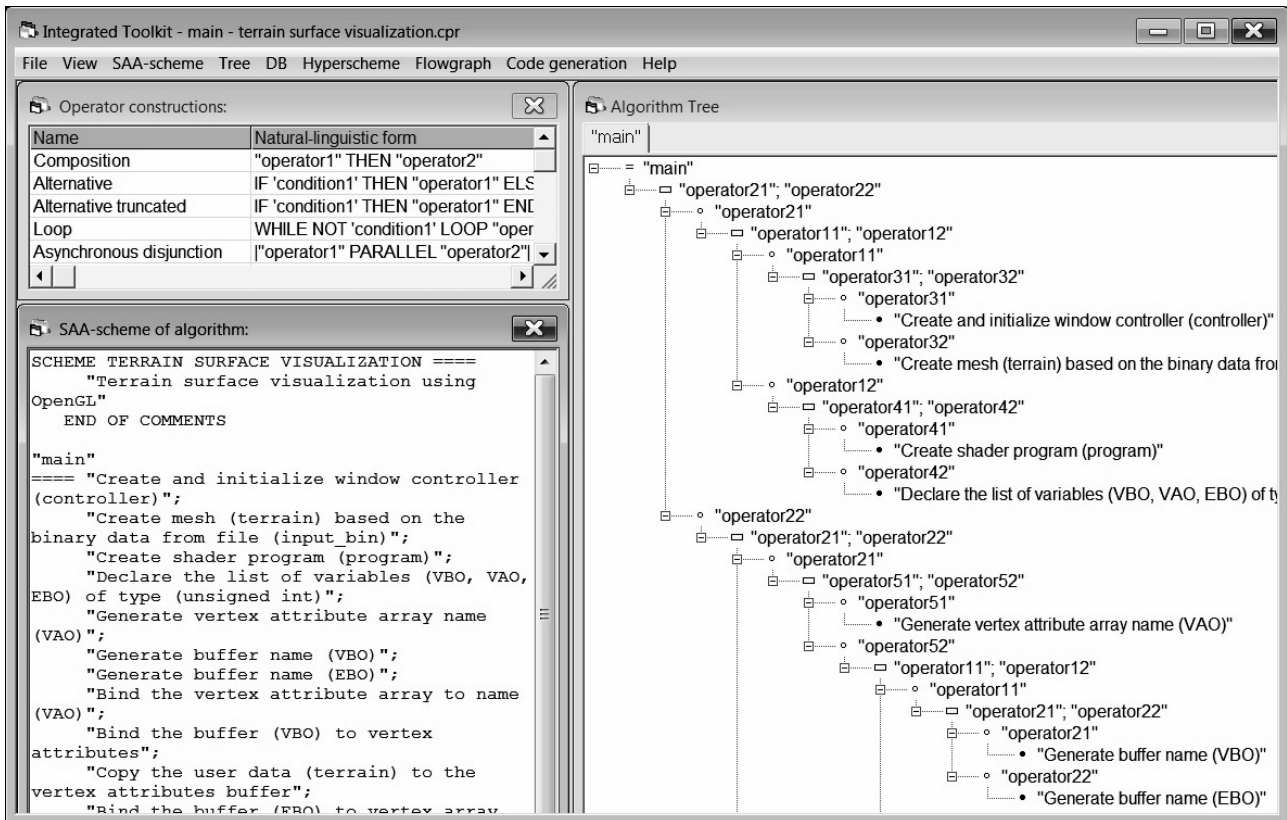 Integrated Toolkit - main - terrain surface visualization.cpr
File View SAA-scheme Tree DB Hyperscheme Flowgraph Code generation Help
Operator constructions:
Name Natural-linguistic form
Composition "operator1" THEN "operator2"
Alternative IF 'condition1' THEN "operator1" ELS
Alternative truncated IF 'condition1' THEN "operator1" END
Loop WHILE NOT 'condition1' LOOP "oper
Asynchronous disjunction |"operator1" PARALLEL "operator2"|
SAA-scheme of algorithm:
SCHEME TERRAIN SURFACE VISUALIZATION ====
"Terrain surface visualization using
OpenGL"
END OF COMMENTS
"main"
==== "Create and initialize window controller
(controller)";
"Create mesh (terrain) based on the
binary data from file (input_bin)";
"Create shader program (program)";
"Declare the list of variables (VBO, VAO,
EBO) of type (unsigned int)";
"Generate vertex attribute array name
(VAO)";
"Generate buffer name (VBO)";
"Generate buffer name (EBO)";
"Bind the vertex attribute array to name
(VAO)";
"Bind the buffer (VBO) to vertex
attributes";
"Copy the user data (terrain) to the
vertex attributes buffer";
"Bind the buffer (EBO) to vertex array
Algorithm Tree
"main"
= "main"
"operator21"; "operator22"
"operator21"
"operator11"; "operator12"
"operator11"
"operator31"; "operator32"
"operator31"
"Create and initialize window controller (controller)"
"operator32"
"Create mesh (terrain) based on the binary data fro
"operator12"
"operator41"; "operator42"
"operator41"
"Create shader program (program)"
"operator42"
"Declare the list of variables (VBO, VAO, EBO) of ty
"operator22"
"operator21"; "operator22"
"operator21"
"operator51"; "operator52"
"operator51"
"Generate vertex attribute array name (VAO)"
"operator52"
"operator11"; "operator12"
"operator11"
"operator21"; "operator22"
"operator21"
"Generate buffer name (VBO)"
"operator22"
"Generate buffer name (EBO)"